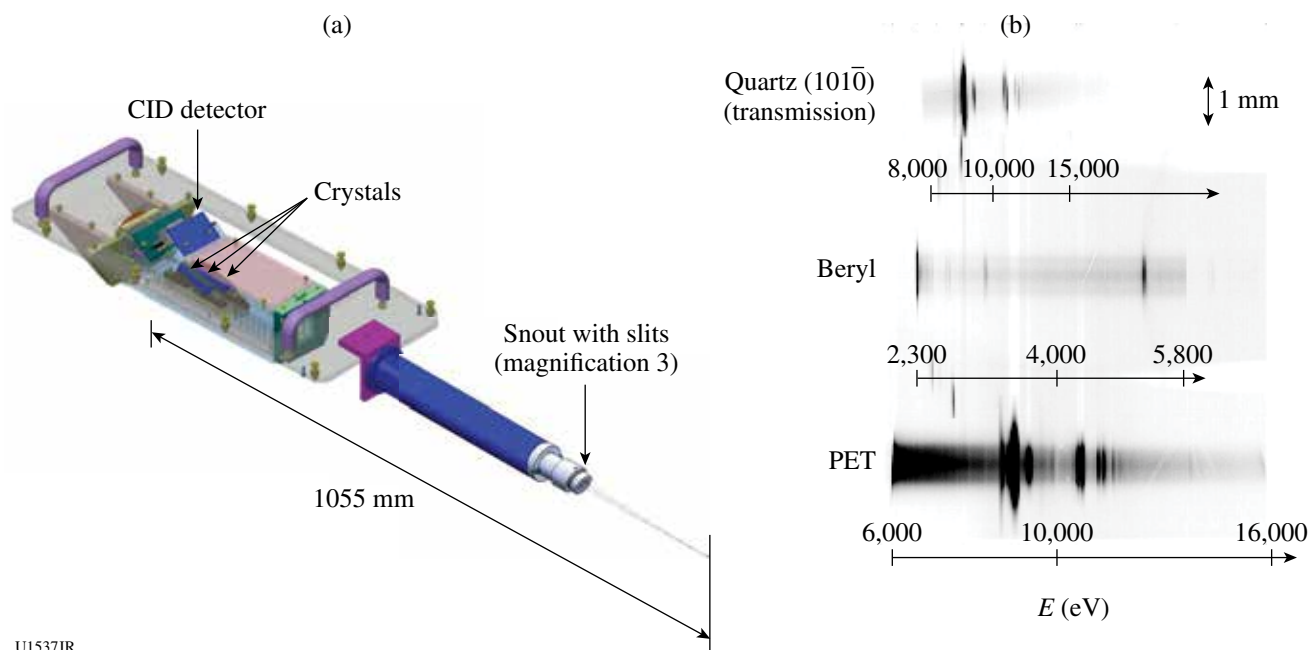 (a)
CID detector
Crystals
Snout with slits
(magnification 3)
1055 mm
U1537JR
(b)
Quartz (101̅0)
(transmission)
1 mm
8,000 10,000 15,000
Beryl
2,300 4,000 5,800
PET
6,000 10,000 16,000
E (eV)